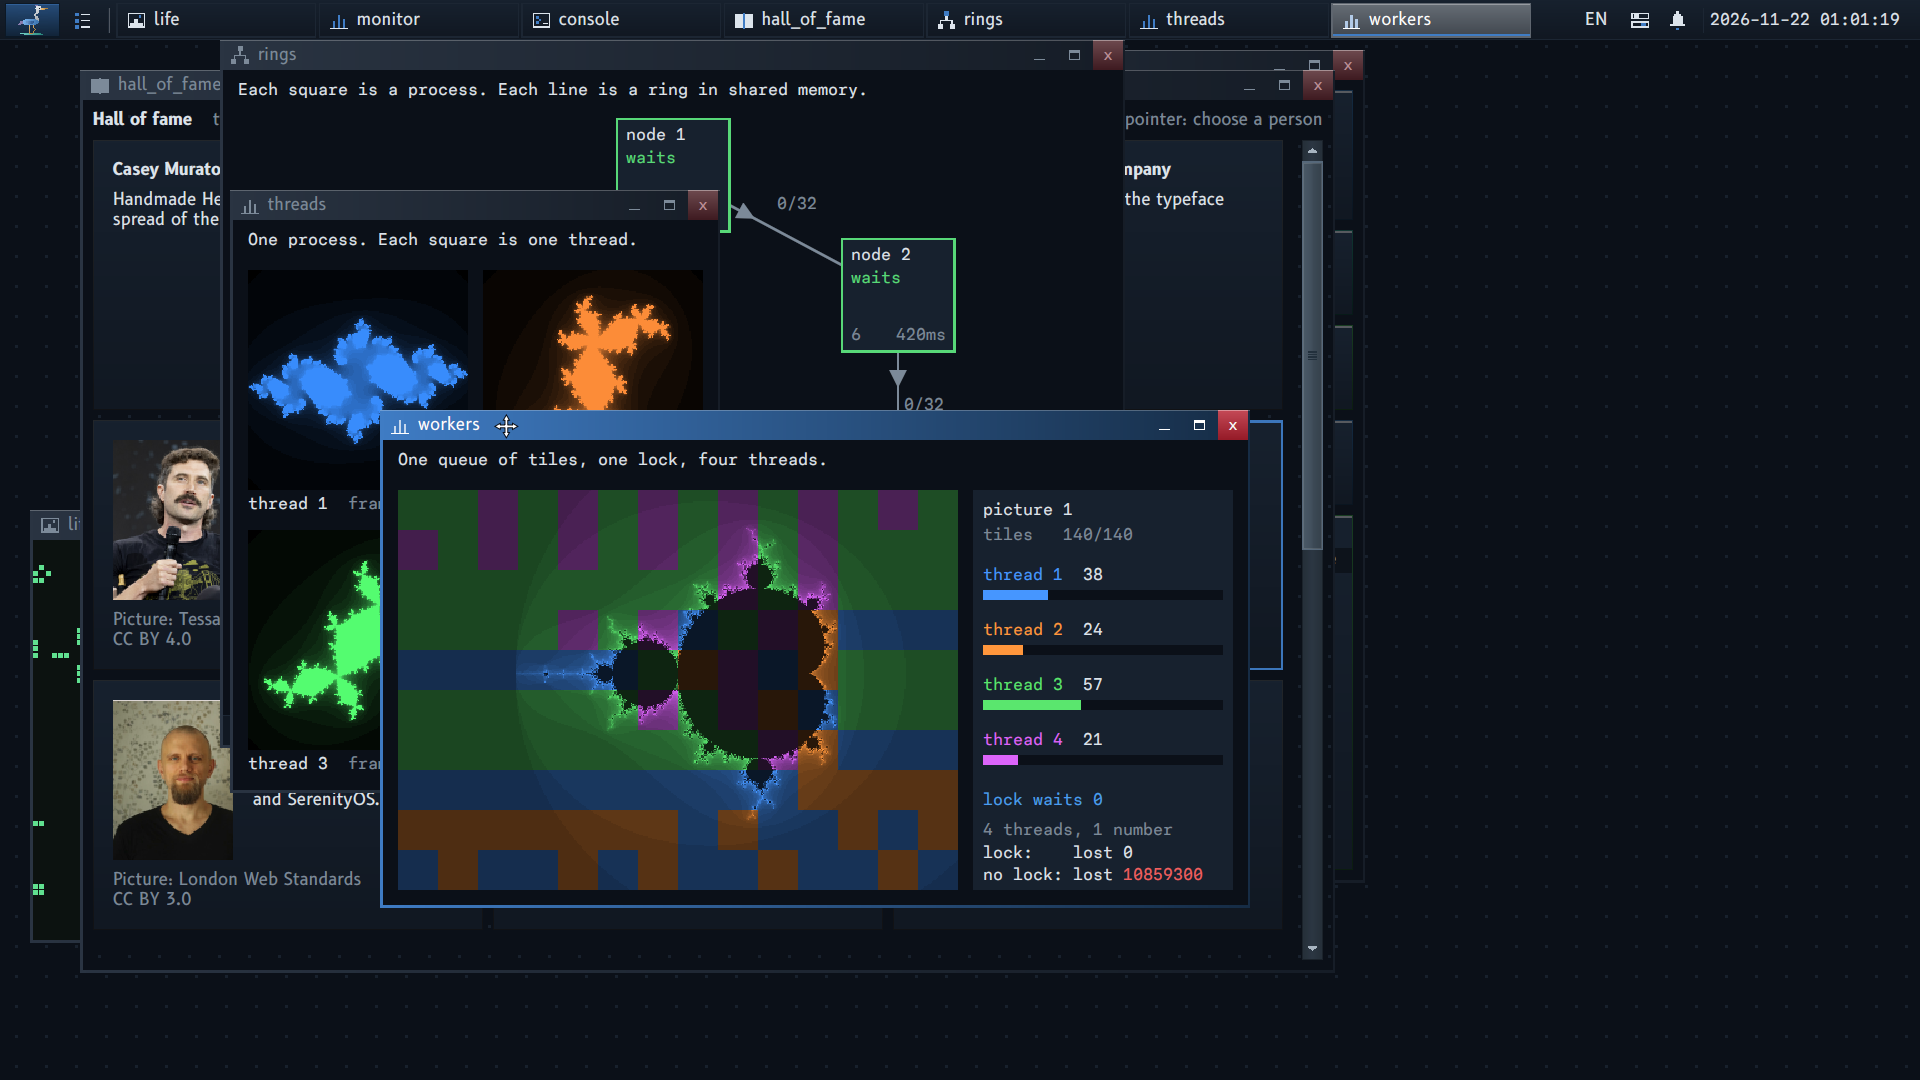 life
monitor
console
hall_of_fame
rings
threads
workers
EN
2026-11-22 01:01:19
rings
Each square is a process. Each line is a ring in shared memory.
node 1
waits
0/32
node 2
waits
6 420ms
0/32
hall_of_fame
Hall of fame
pointer: choose a person
Casey Murato
Handmade He
spread of the
mpany
the typeface
Picture: Tessa
CC BY 4.0
and SerenityOS.
Picture: London Web Standards
CC BY 3.0
threads
One process. Each square is one thread.
thread 1 fra
thread 3 fra
li
workers
One queue of tiles, one lock, four threads.
picture 1
tiles 140/140
thread 1 38
thread 2 24
thread 3 57
thread 4 21
lock waits 0
4 threads, 1 number
lock: lost 0
no lock: lost 10859300